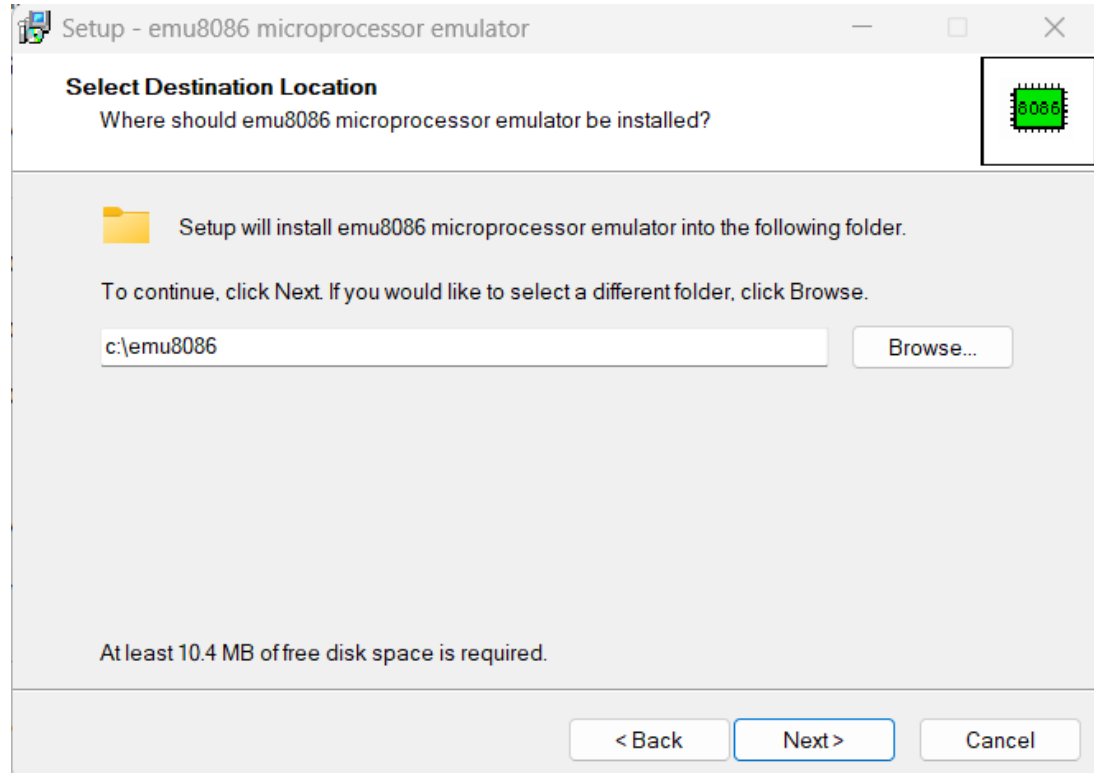 Setup - emu8086 microprocessor emulator
Select Destination Location
Where should emu8086 microprocessor emulator be installed?
8086
Setup will install emu8086 microprocessor emulator into the following folder.
To continue, click Next. If you would like to select a different folder, click Browse.
c:\emu8086
Browse...
At least 10.4 MB of free disk space is required.
< Back
Next >
Cancel